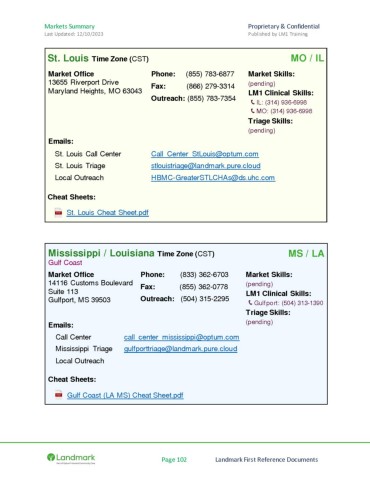 Markets Summary Proprietary & Confidential
Last Updated: 12/10/2023 Published by LM1 Training
St. Louis Time Zone (CST) MO / IL
Market Office Phone: (855) 783-6877 Market Skills:
13655 Riverport Drive Fax: (866) 279-3314 (pending)
Maryland Heights, MO 63043 Outreach: (855) 783-7354 LM1 Clinical Skills:
IL: (314) 936-6998
MO: (314) 936-6998
Triage Skills:
(pending)
Emails:
St. Louis Call Center Call_Center_StLouis@optum.com
St. Louis Triage stlouistriage@landmark.pure.cloud
Local Outreach HBMC-GreaterSTLCHAs@ds.uhc.com
Cheat Sheets:
St. Louis Cheat Sheet.pdf
Mississippi / Louisiana Time Zone (CST) MS / LA
Gulf Coast
Market Office Phone: (833) 362-6703 Market Skills:
14116 Customs Boulevard Fax: (855) 362-0778 (pending)
Suite 113 LM1 Clinical Skills:
Gulfport, MS 39503 Outreach: (504) 315-2295 Gulfport: (504) 313-1390
Triage Skills:
(pending)
Emails:
Call Center call_center_mississippi@optum.com
Mississippi Triage gulfporttriage@landmark.pure.cloud
Local Outreach
Cheat Sheets:
Gulf Coast (LA MS) Cheat Sheet.pdf
Landmark Page 102 Landmark First Reference Documents